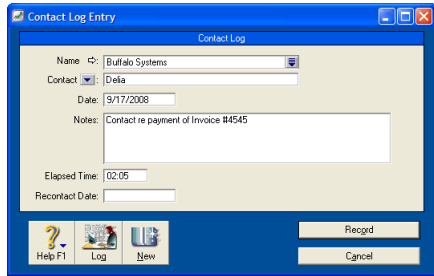 Contact Log Entry
Contact Log
Name : Buffalo Systems
Contact : Delia
Date: 9/17/2008
Notes: Contact re payment of Invoice #4545
Elapsed Time: 02:05
Recontact Date:
Help F1 Log New
Record
Cancel